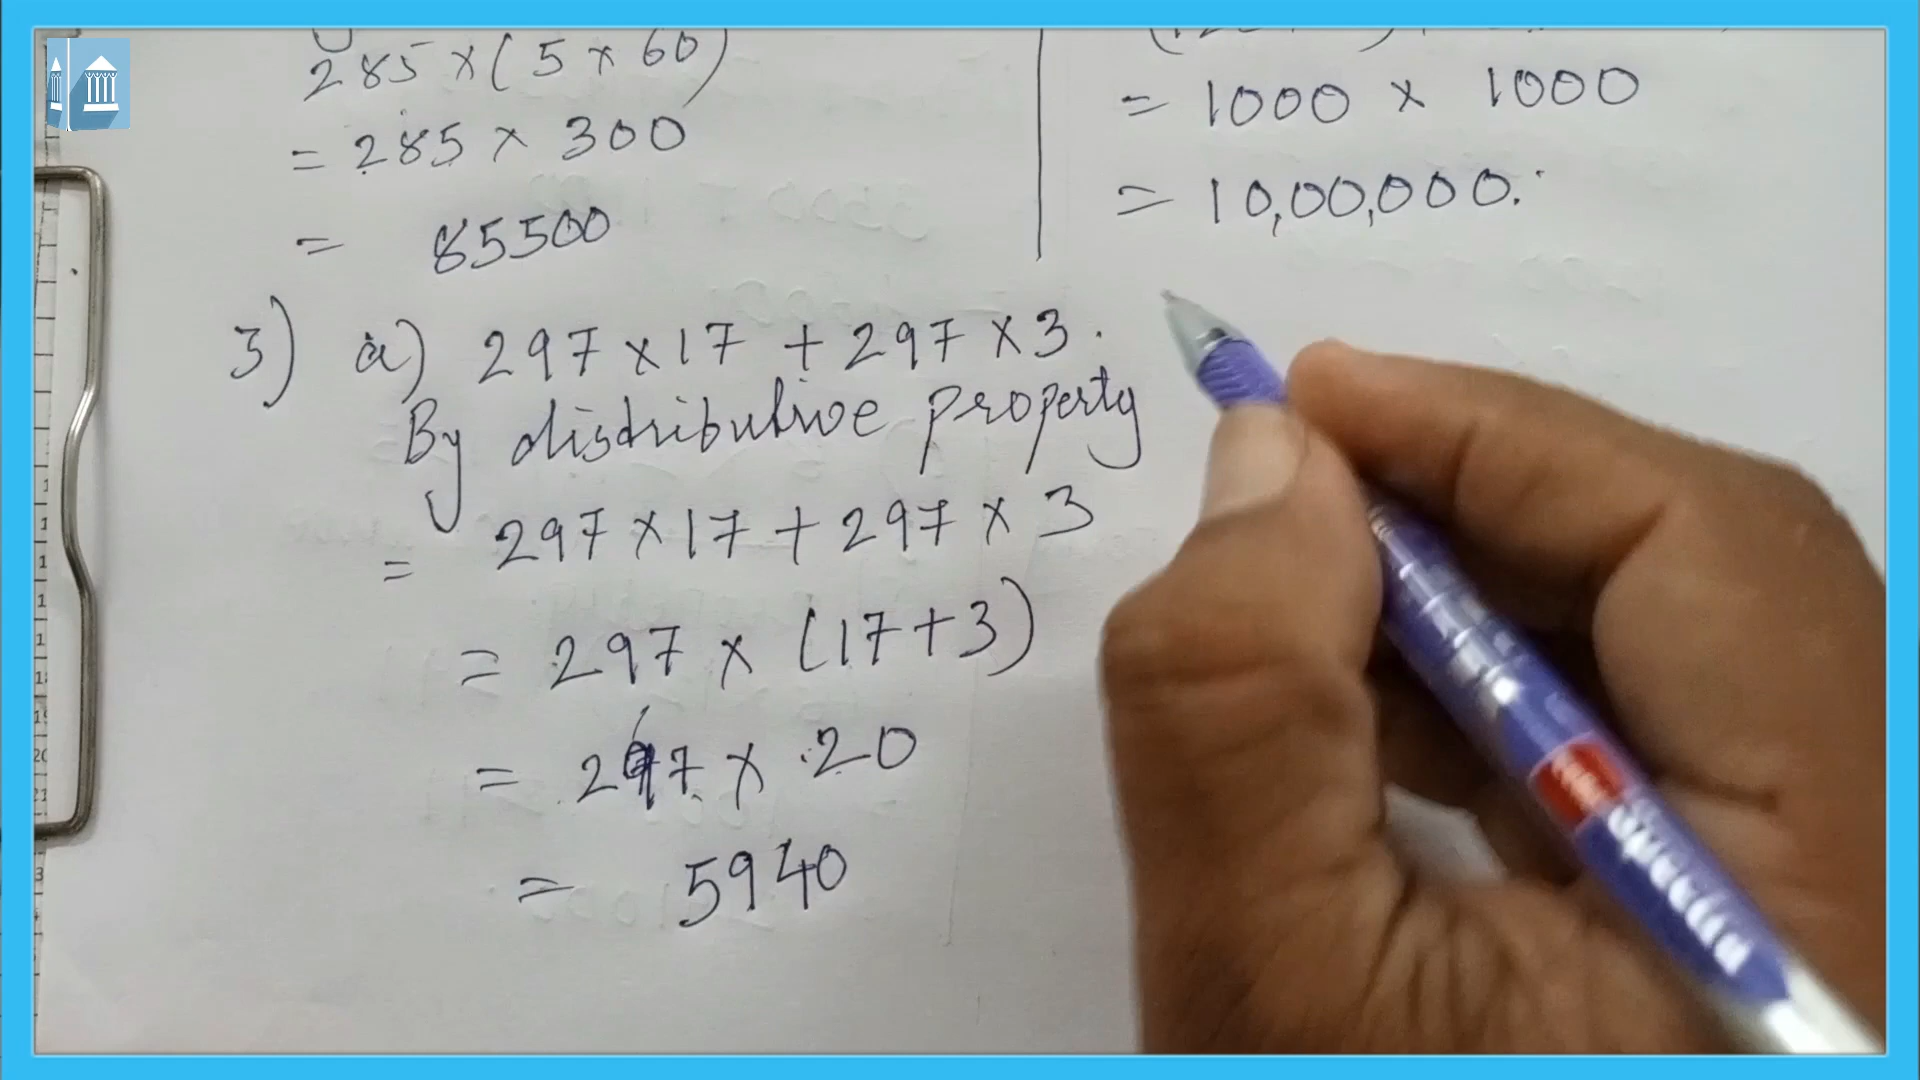 285 × (5 × 60)
= 285 × 300
= 85500
= 1000 × 1000
= 10,00,000.
3) a) 297 × 17 + 297 × 3.
By distributive property
= 297 × 17 + 297 × 3
= 297 × (17 + 3)
= 297 × 20
= 5940